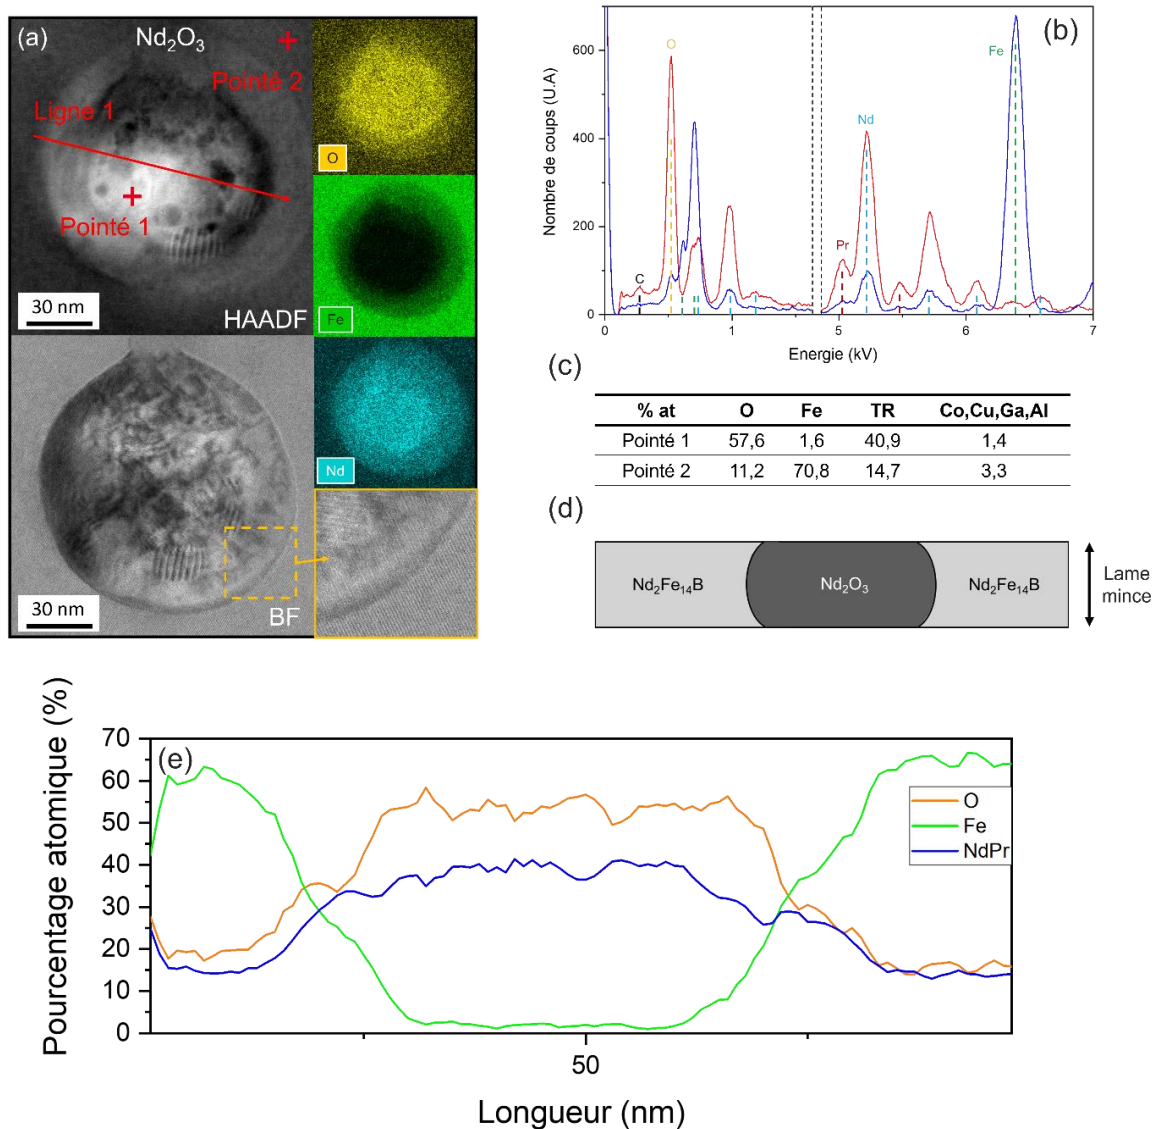 (a)
Nd₂O₃
Pointé 2
Ligne 1
Pointé 1
30 nm
HAADF
O
Fe
Nd
30 nm
BF
(b)
Nombre de coups (U.A)
600
400
200
0
O
Fe
Nd
Pr
C
0
1
5
6
7
Energie (kV)
(c)
% at O Fe TR Co,Cu,Ga,Al
Pointé 1 57,6 1,6 40,9 1,4
Pointé 2 11,2 70,8 14,7 3,3
(d)
Nd₂Fe₁₄B Nd₂O₃ Nd₂Fe₁₄B
Lame
mince
(e)
Pourcentage atomique (%)
70
60
50
40
30
20
10
0
O
Fe
NdPr
50
Longueur (nm)